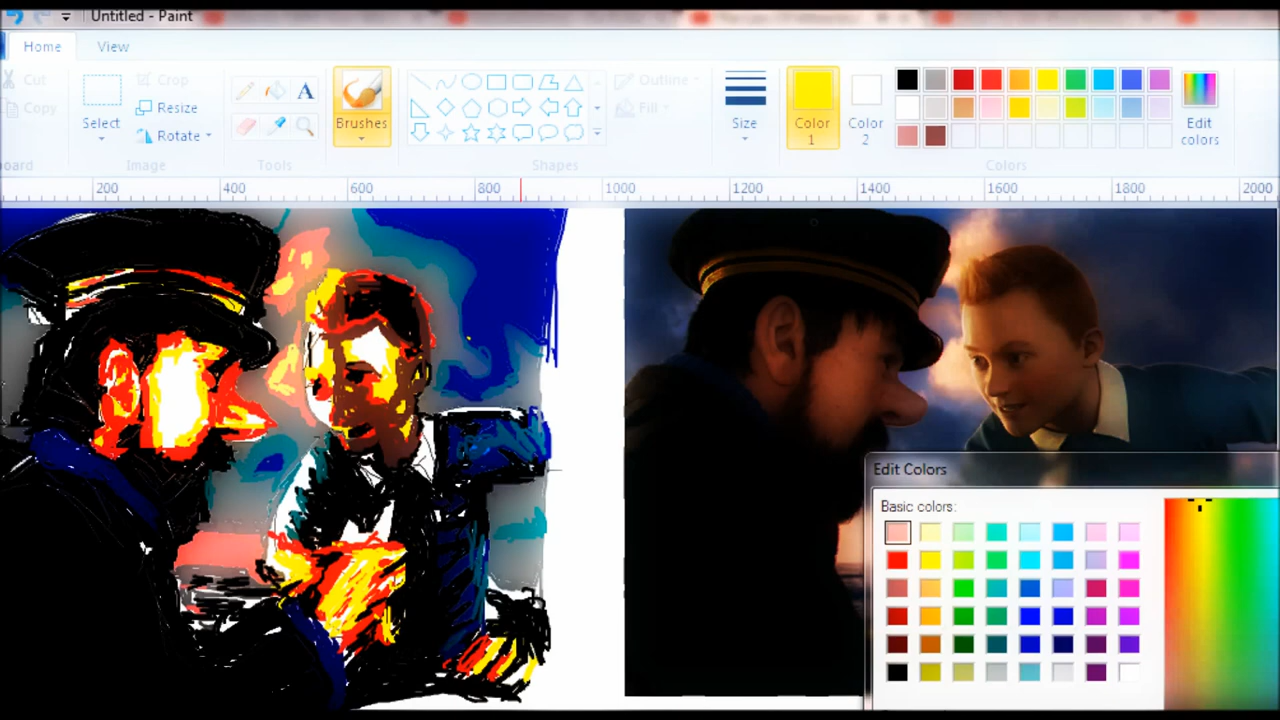 Untitled - Paint
Home View
Cut
Copy
Select
Crop
Resize
Rotate
A
Brushes
Outline
Fill
Size
Color 1
Color 2
Edit colors
Image Tools Shapes Colors
200 400 600 800 1000 1200 1400 1600 1800 2000
Edit Colors
Basic colors: